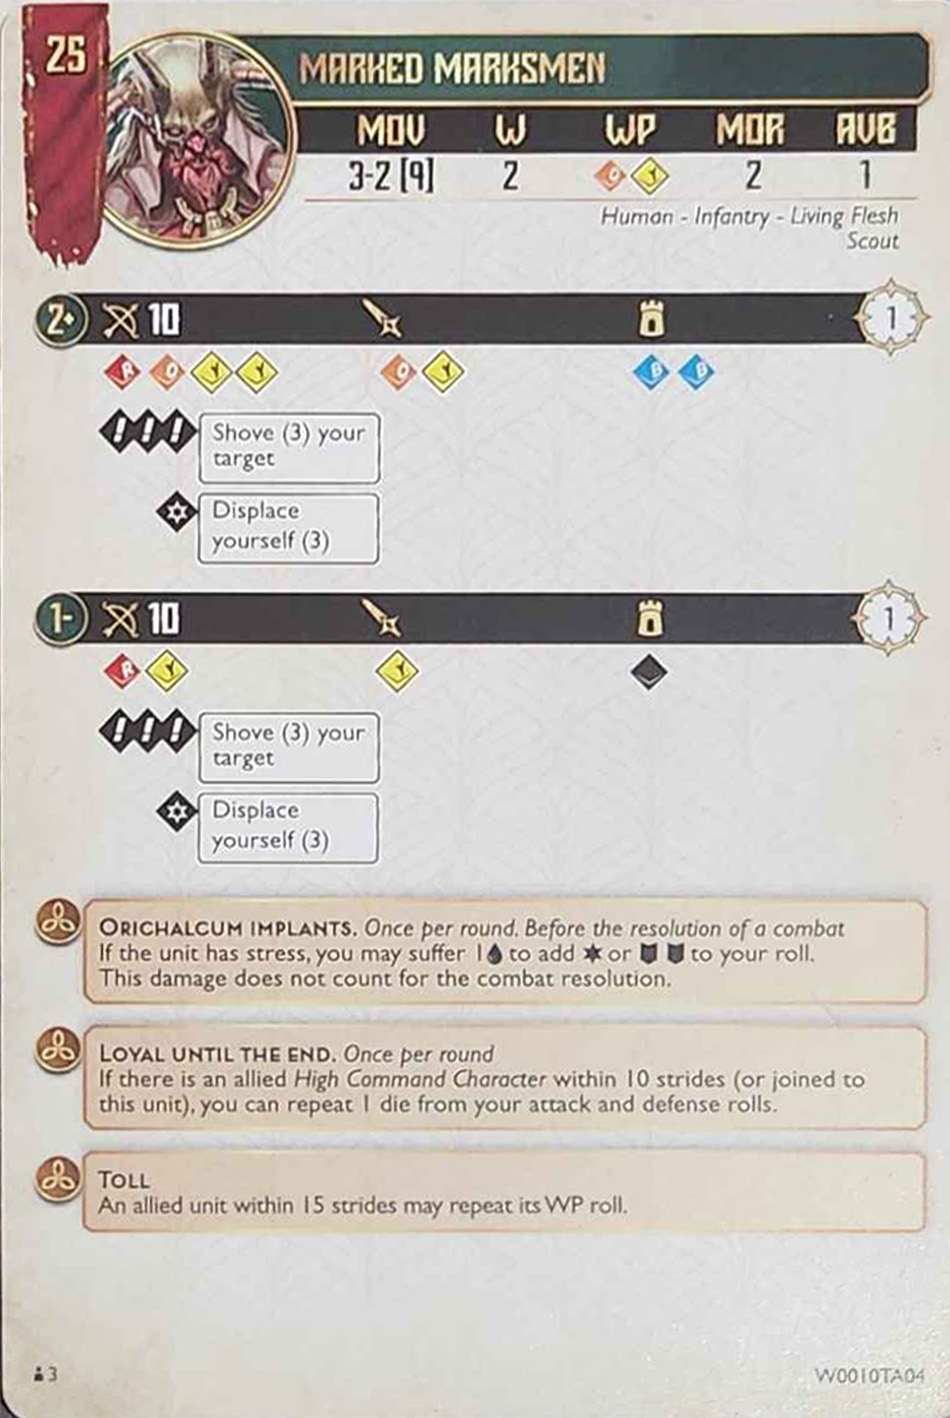 25
MARKED MARKSMEN
MOV W WP MOR AVB
3-2 [9] 2 O Y 2 1
Human - Infantry - Living Flesh
Scout
2+ 10 1
R O Y Y O Y B B
! ! ! Shove (3) your
target
Displace
yourself (3)
1- 10 1
R Y Y
! ! ! Shove (3) your
target
Displace
yourself (3)
ORICHALCUM IMPLANTS. Once per round. Before the resolution of a combat
If the unit has stress, you may suffer 1 to add or to your roll.
This damage does not count for the combat resolution.
LOYAL UNTIL THE END. Once per round
If there is an allied High Command Character within 10 strides (or joined to
this unit), you can repeat 1 die from your attack and defense rolls.
TOLL
An allied unit within 15 strides may repeat its WP roll.
3
W0010TA04